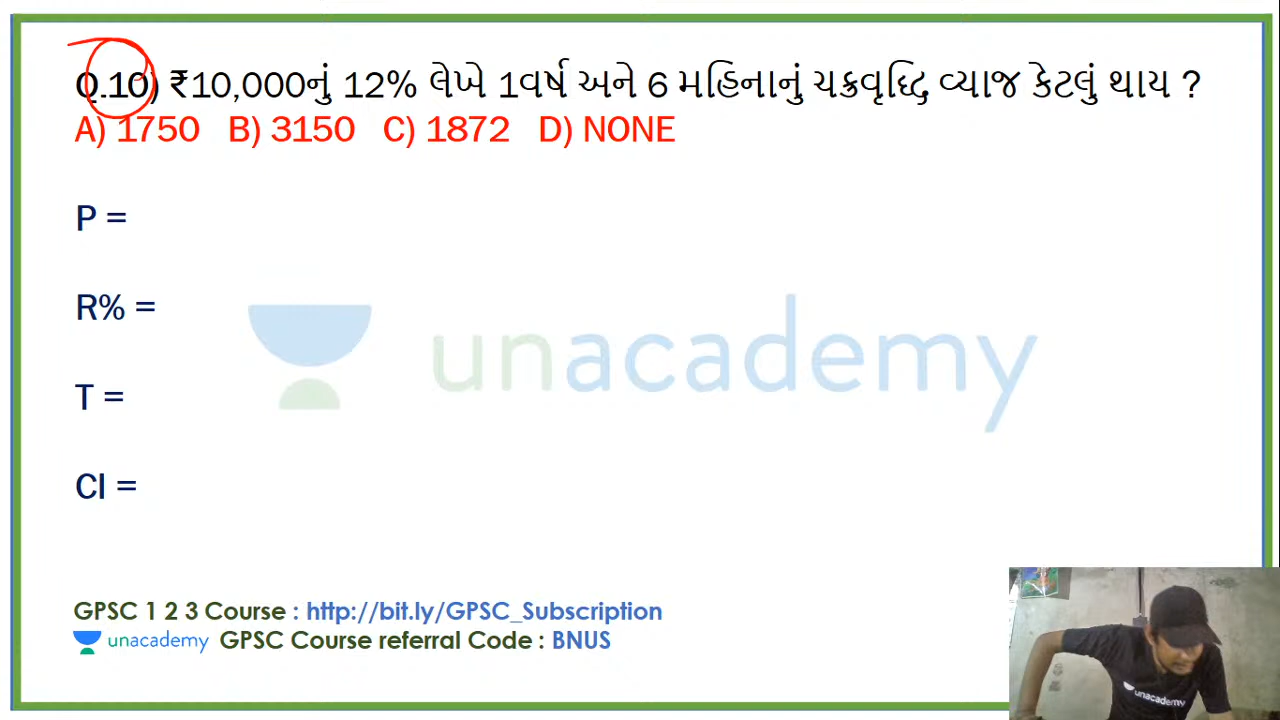 Q.10) ₹10,000નું 12% લેખે 1વર્ષ અને 6 મહિનાનું ચક્રવૃધ્ધિ વ્યાજ કેટલું થાય ?
A) 1750 B) 3150 C) 1872 D) NONE
P =
R% =
unacademy
T =
CI =
GPSC 1 2 3 Course : http://bit.ly/GPSC_Subscription
unacademy GPSC Course referral Code : BNUS
unacademy